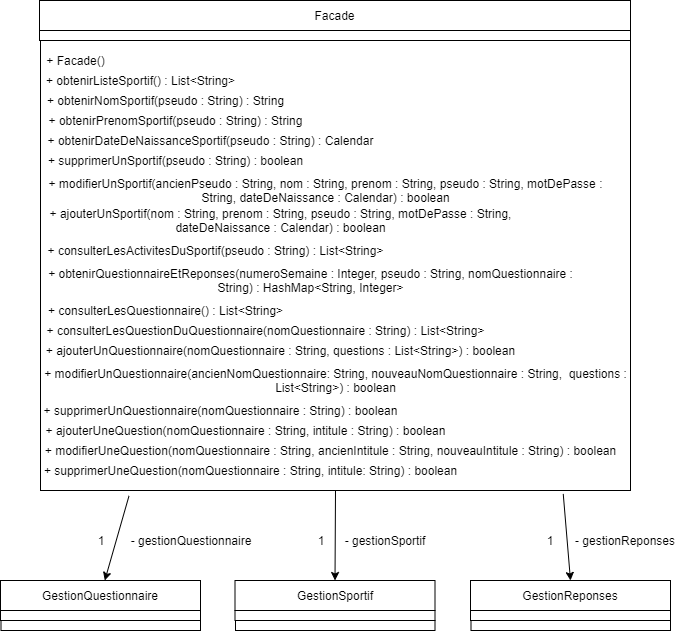 Facade
+ Facade()
+ obtenirListeSportif() : List<String>
+ obtenirNomSportif(pseudo : String) : String
+ obtenirPrenomSportif(pseudo : String) : String
+ obtenirDateDeNaissanceSportif(pseudo : String) : Calendar
+ supprimerUnSportif(pseudo : String) : boolean
+ modifierUnSportif(ancienPseudo : String, nom : String, prenom : String, pseudo : String, motDePasse :
String, dateDeNaissance : Calendar) : boolean
+ ajouterUnSportif(nom : String, prenom : String, pseudo : String, motDePasse : String,
dateDeNaissance : Calendar) : boolean
+ consulterLesActivitesDuSportif(pseudo : String) : List<String>
+ obtenirQuestionnaireEtReponses(numeroSemaine : Integer, pseudo : String, nomQuestionnaire :
String) : HashMap<String, Integer>
+ consulterLesQuestionnaire() : List<String>
+ consulterLesQuestionDuQuestionnaire(nomQuestionnaire : String) : List<String>
+ ajouterUnQuestionnaire(nomQuestionnaire : String, questions : List<String>) : boolean
+ modifierUnQuestionnaire(ancienNomQuestionnaire: String, nouveauNomQuestionnaire : String, questions :
List<String>) : boolean
+ supprimerUnQuestionnaire(nomQuestionnaire : String) : boolean
+ ajouterUneQuestion(nomQuestionnaire : String, intitule : String) : boolean
+ modifierUneQuestion(nomQuestionnaire : String, ancienIntitule : String, nouveauIntitule : String) : boolean
+ supprimerUneQuestion(nomQuestionnaire : String, intitule: String) : boolean
1 - gestionQuestionnaire 1 - gestionSportif 1 - gestionReponses
GestionQuestionnaire GestionSportif GestionReponses